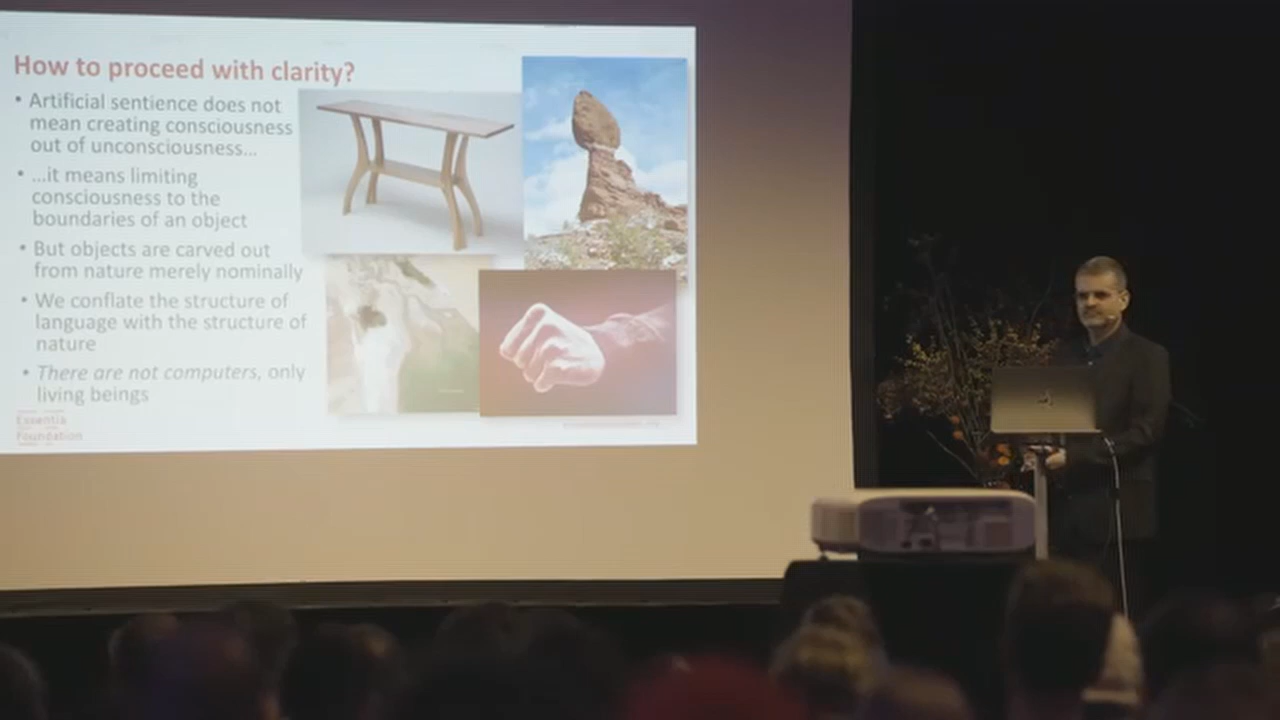 How to proceed with clarity?
• Artificial sentience does not
mean creating consciousness
out of unconsciousness...
• ...it means limiting
consciousness to the
boundaries of an object
• But objects are carved out
from nature merely nominally
• We conflate the structure of
language with the structure of
nature
• There are not computers, only
living beings
Essentia
Foundation